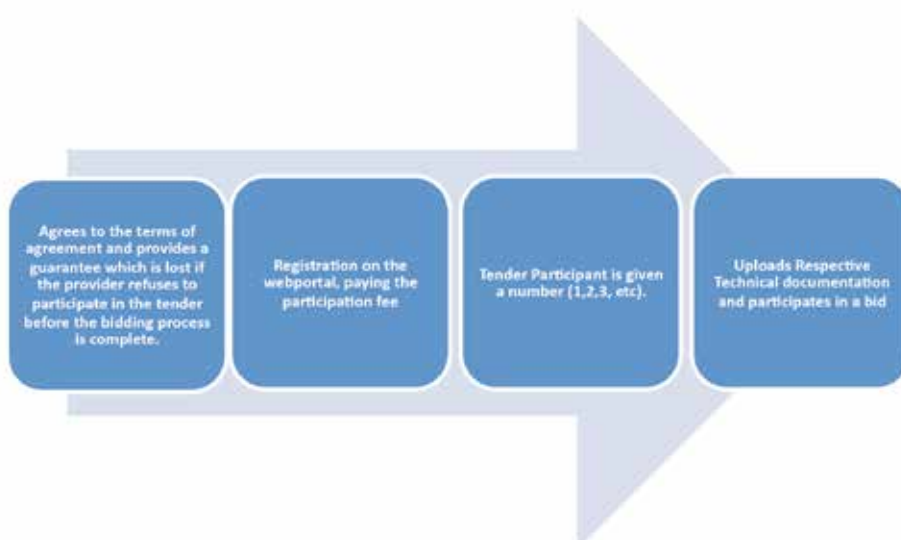 Agrees to the terms of
agreement and provides a
guarantee which is lost if
the provider refuses to
participate in the tender
before the bidding process
is complete.
Registration on the
webportal, paying the
participation fee
Tender Participant is given
a number (1,2,3, etc).
Uploads Respective
Technical documentation
and participates in a bid